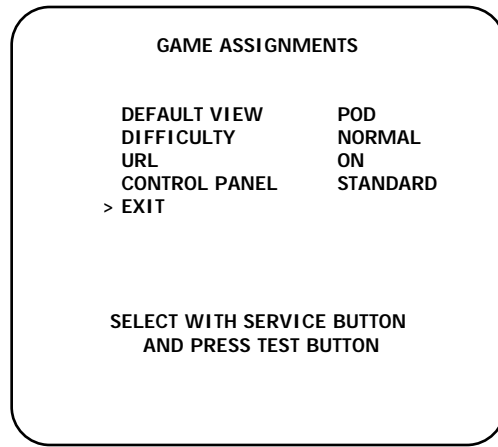 GAME ASSIGNMENTS
DEFAULT VIEW POD
DIFFICULTY NORMAL
URL ON
CONTROL PANEL STANDARD
> EXIT
SELECT WITH SERVICE BUTTON
AND PRESS TEST BUTTON